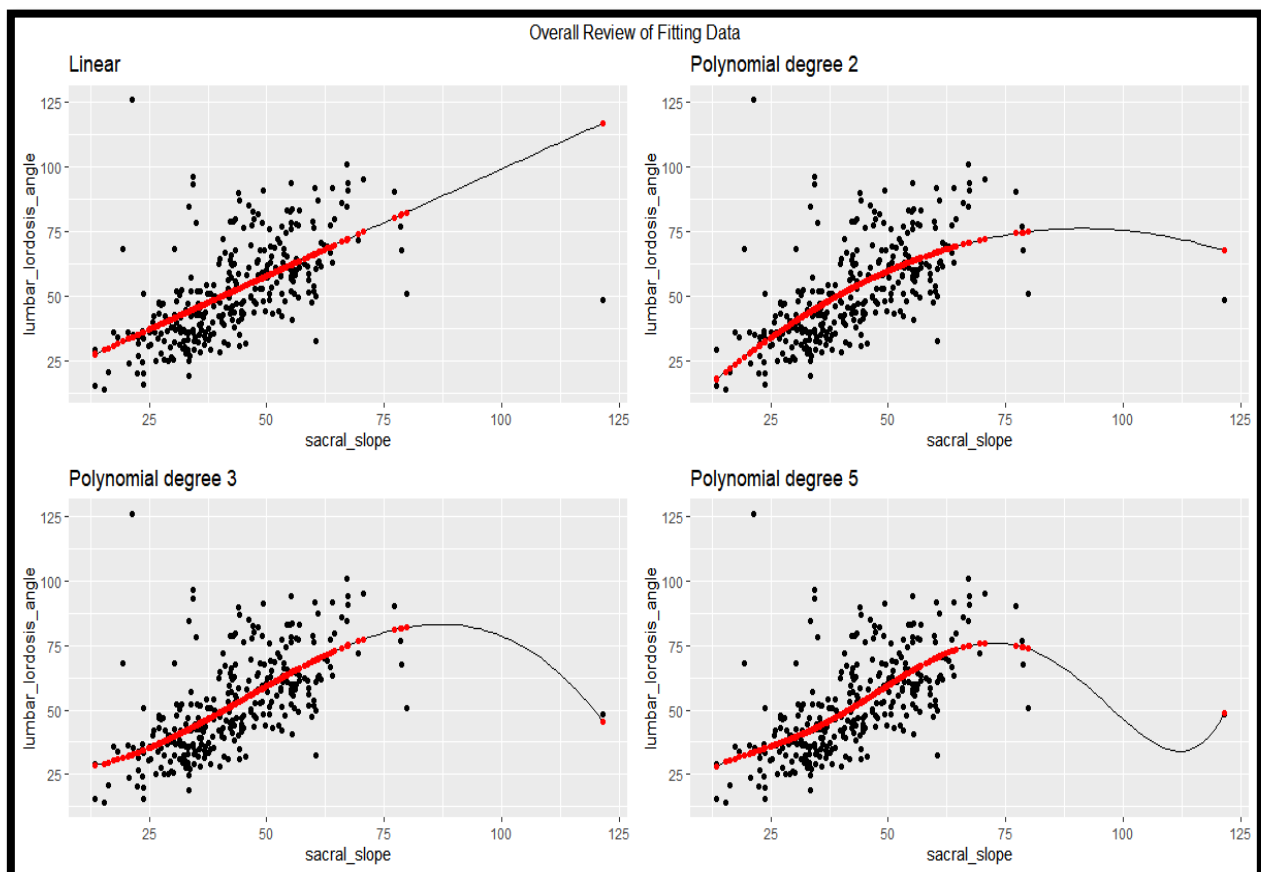 Overall Review of Fitting Data
Linear
125
100
75
50
25
lumbar_lordosis_angle
25 50 75 100 125
sacral_slope
Polynomial degree 2
125
100
75
50
25
lumbar_lordosis_angle
25 50 75 100 125
sacral_slope
Polynomial degree 3
125
100
75
50
25
lumbar_lordosis_angle
25 50 75 100 125
sacral_slope
Polynomial degree 5
125
100
75
50
25
lumbar_lordosis_angle
25 50 75 100 125
sacral_slope